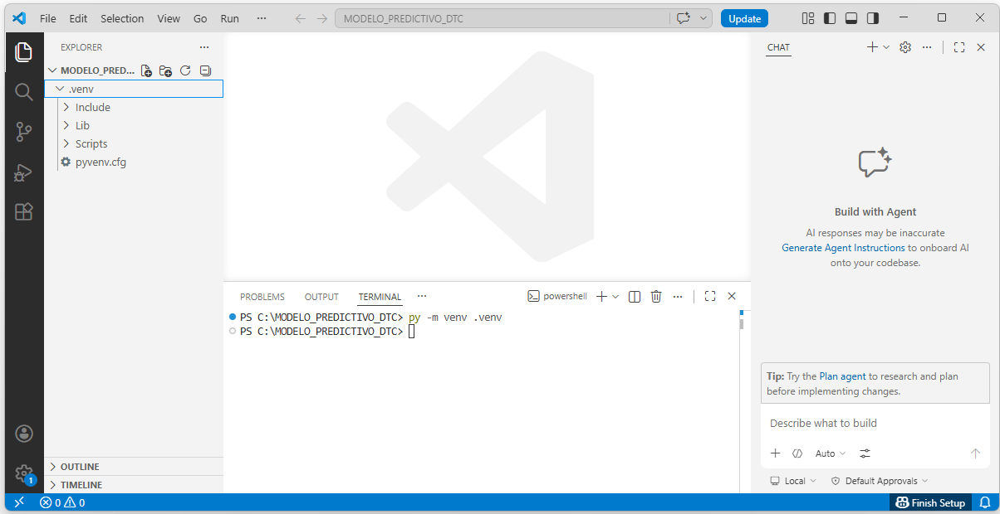 File Edit Selection View Go Run ··· MODELO_PREDICTIVO_DTC Update
EXPLORER ···
MODELO_PRED...
.venv
Include
Lib
Scripts
pyvenv.cfg
OUTLINE
TIMELINE
PROBLEMS OUTPUT TERMINAL ··· powershell ···
PS C:\MODELO_PREDICTIVO_DTC> py -m venv .venv
PS C:\MODELO_PREDICTIVO_DTC>
CHAT ···
Build with Agent
AI responses may be inaccurate
Generate Agent Instructions to onboard AI
onto your codebase.
Tip: Try the Plan agent to research and plan
before implementing changes.
Describe what to build
Auto
Local Default Approvals
1
0 0 Finish Setup